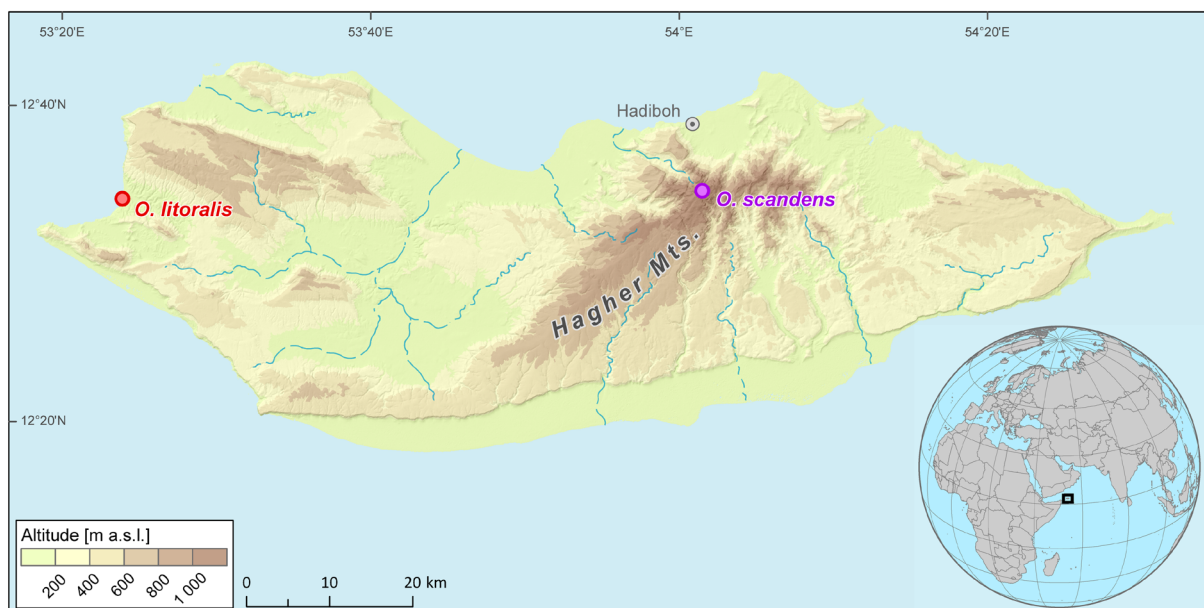 53°20'E 53°40'E 54°E 54°20'E
12°40'N
Hadiboh
O. litoralis
O. scandens
Hagher Mts.
12°20'N
Altitude [m a.s.l.]
200 400 600 800 1 000
0 10 20 km